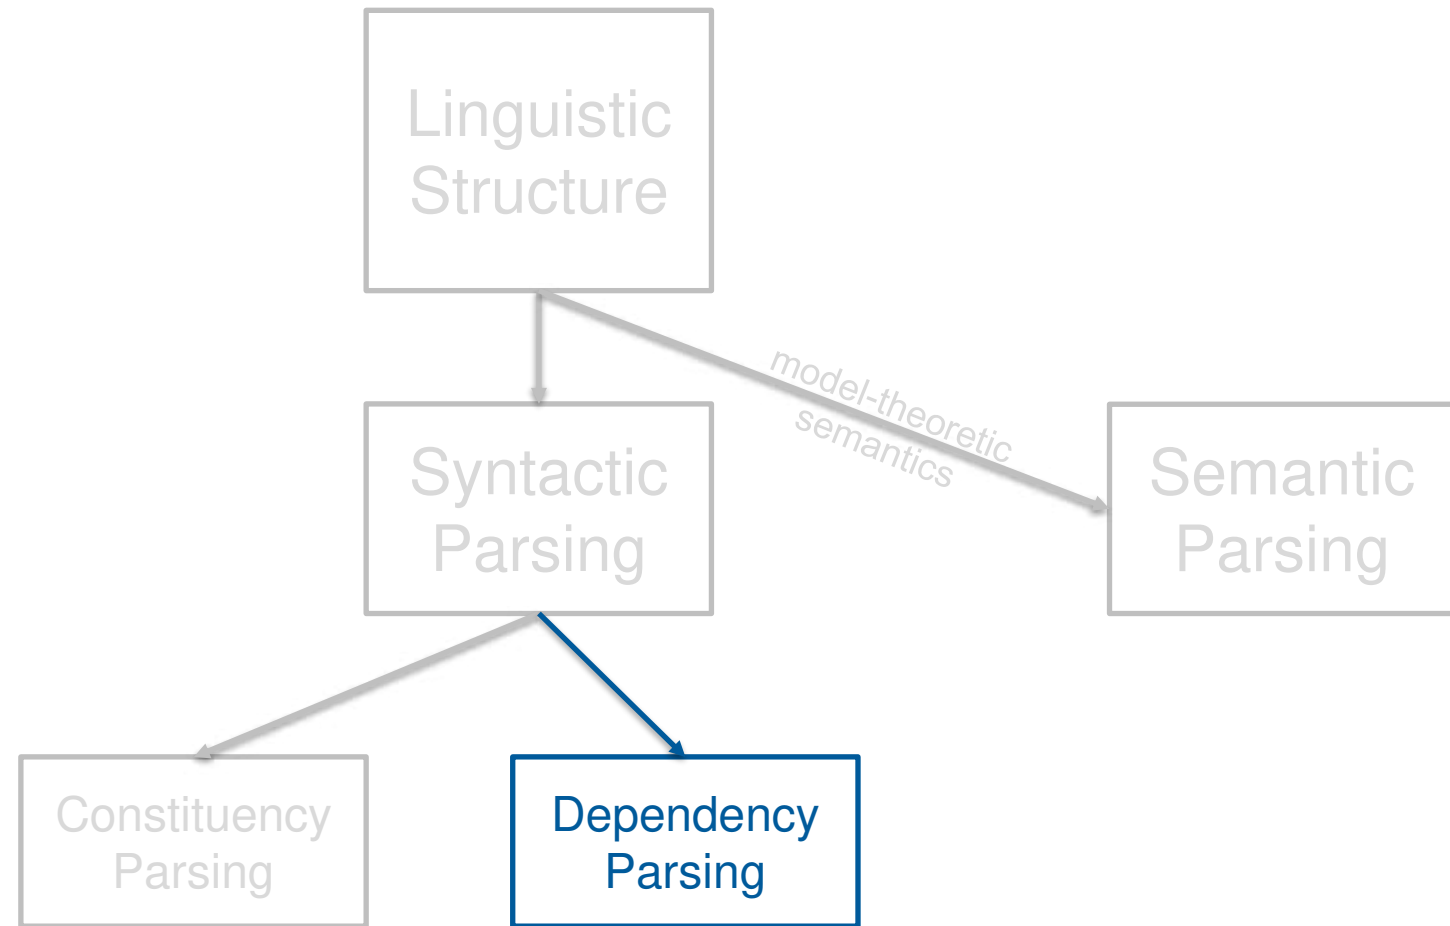 Linguistic
Structure
model-theoretic
semantics
Syntactic
Parsing
Semantic
Parsing
Constituency
Parsing
Dependency
Parsing